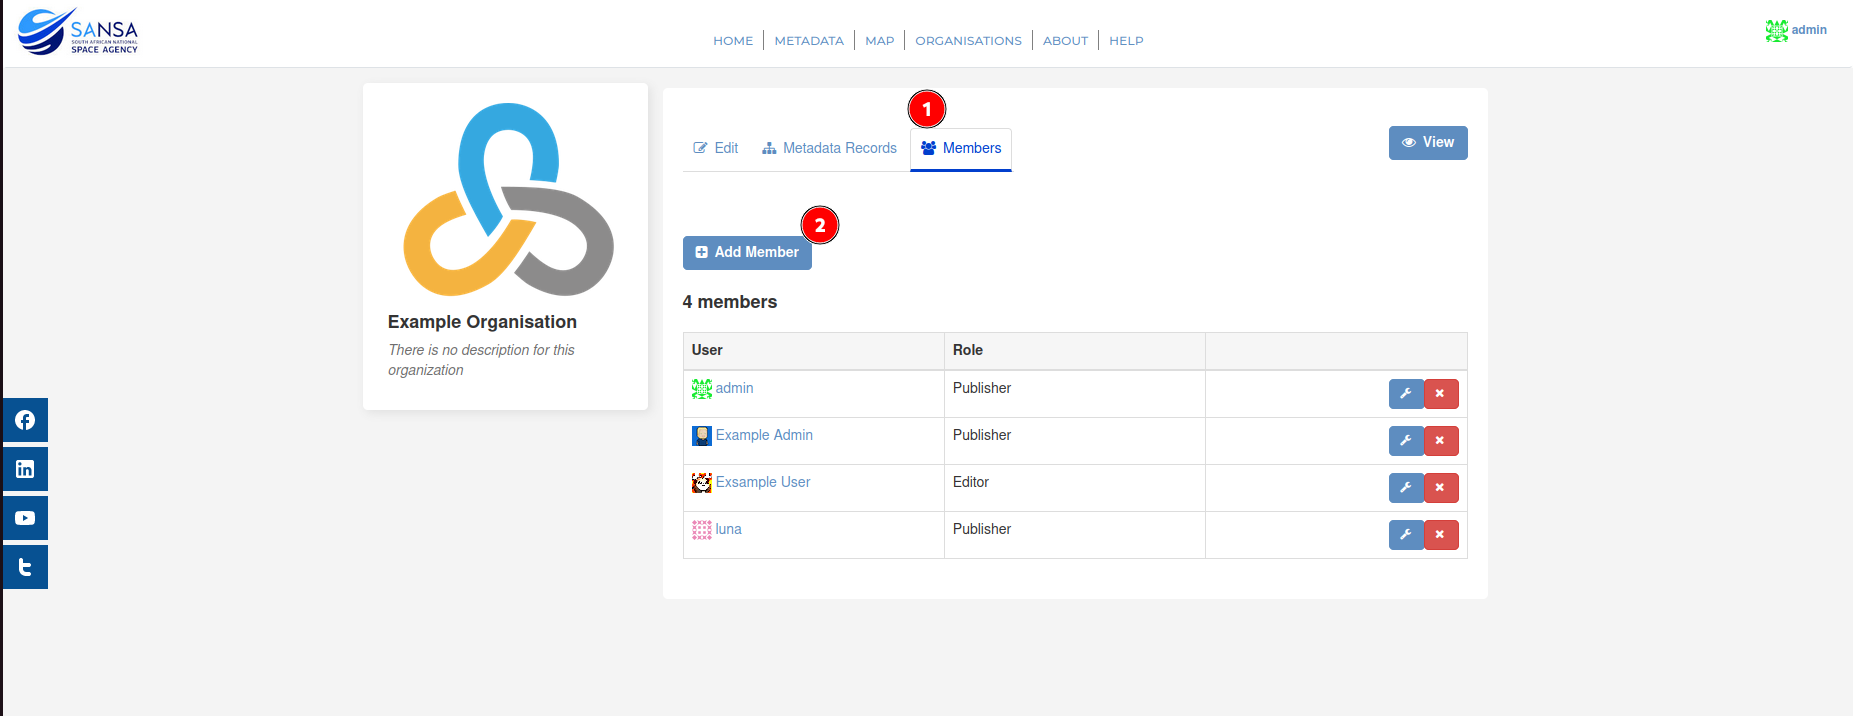 SANSA
SOUTH AFRICAN NATIONAL
SPACE AGENCY
HOME
METADATA
MAP
ORGANISATIONS
ABOUT
HELP
admin
1
Edit
Metadata Records
Members
View
2
Add Member
4 members
Example Organisation
There is no description for this
organization
User Role
admin Publisher
Example Admin Publisher
Exsample User Editor
luna Publisher